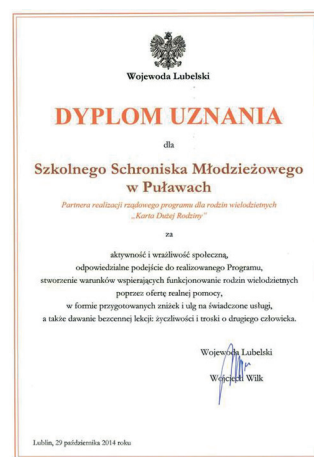 Wojewoda Lubelski
DYPLOM UZNANIA
dla
Szkolnego Schroniska Młodzieżowego
w Puławach
Partnera realizacji rządowego programu dla rodzin wielodzietnych
„Karta Dużej Rodziny”
za
aktywność i wrażliwość społeczną,
odpowiedzialne podejście do realizowanego Programu,
stworzenie warunków wspierających funkcjonowanie rodzin wielodzietnych
poprzez ofertę realnej pomocy,
w formie przygotowanych zniżek i ulg na świadczone usługi,
a także dawanie bezcennej lekcji: życzliwości i troski o drugiego człowieka.
Wojewoda Lubelski
Wojciech Wilk
Lublin, 29 października 2014 roku